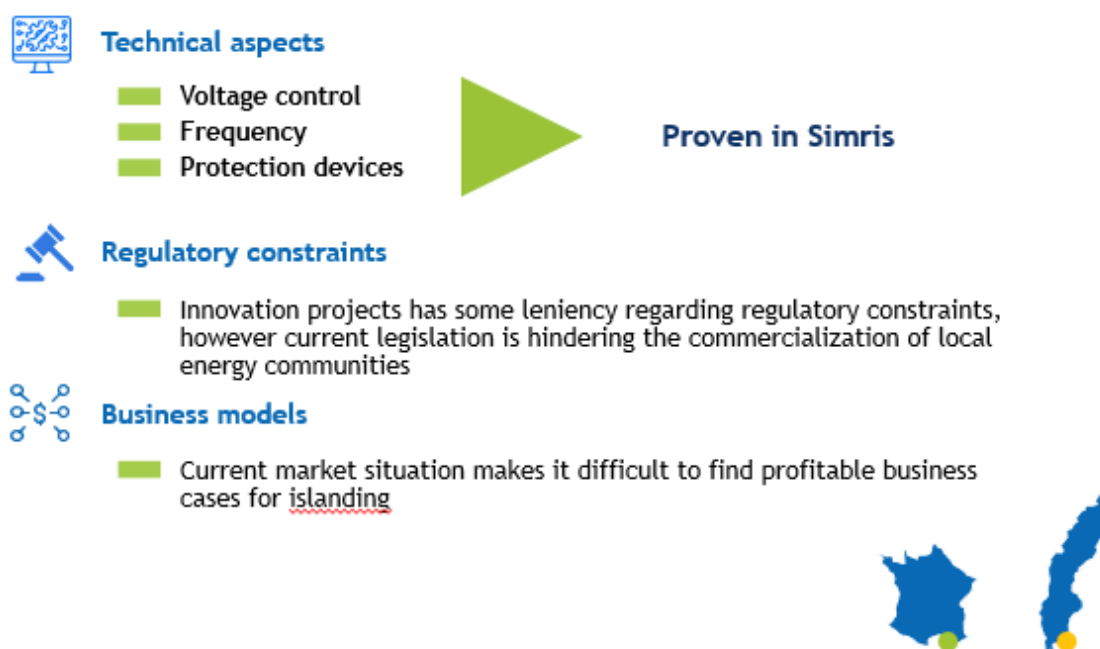 Technical aspects
Voltage control
Frequency
Protection devices
Proven in Simris
Regulatory constraints
Innovation projects has some leniency regarding regulatory constraints,
however current legislation is hindering the commercialization of local
energy communities
$
Business models
Current market situation makes it difficult to find profitable business
cases for islanding